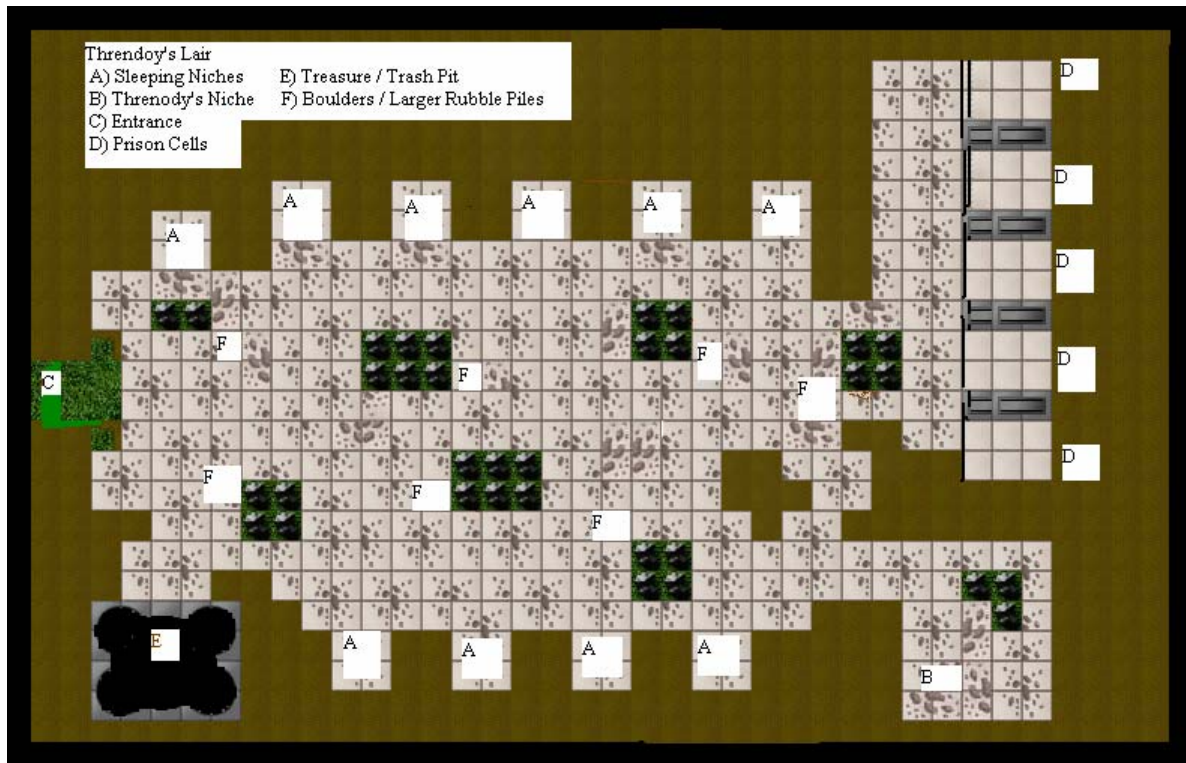 Threndoy's Lair
A) Sleeping Niches E) Treasure / Trash Pit
B) Threnody's Niche F) Boulders / Larger Rubble Piles
C) Entrance
D) Prison Cells
D
D
A
A
A
A
A
A
D
F
F
D
F
C
F
D
F
F
F
E
A
A
A
A
B